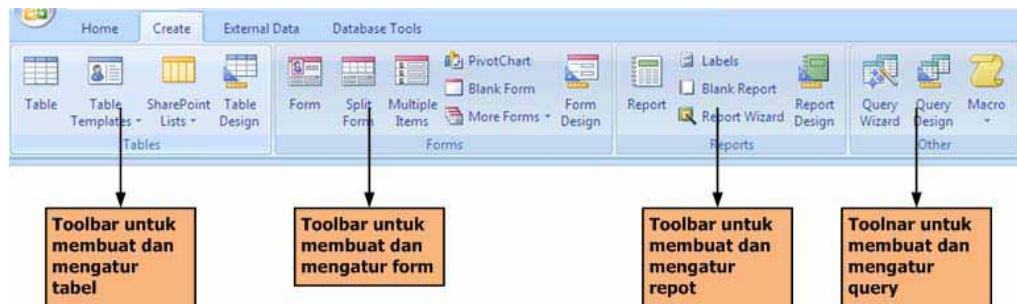 Home Create External Data Database Tools
Table
Table Templates
SharePoint Lists
Table Design
Tables
Form
Split Form
Multiple Items
PivotChart
Blank Form
More Forms
Form Design
Forms
Report
Labels
Blank Report
Report Wizard
Report Design
Reports
Query Wizard
Query Design
Macro
Other
Toolbar untuk
membuat dan
mengatur
tabel
Toolbar untuk
membuat dan
mengatur form
Toolbar untuk
membuat dan
mengatur
repot
Toolnar untuk
membuat dan
mengatur
query